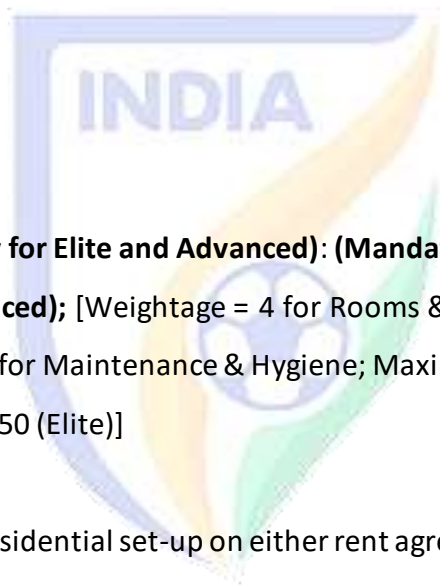 INDIA
for Elite and Advanced): (Manda
ced); [Weightage = 4 for Rooms &
for Maintenance & Hygiene; Maxi
50 (Elite)]
sidential set-up on either rent agre